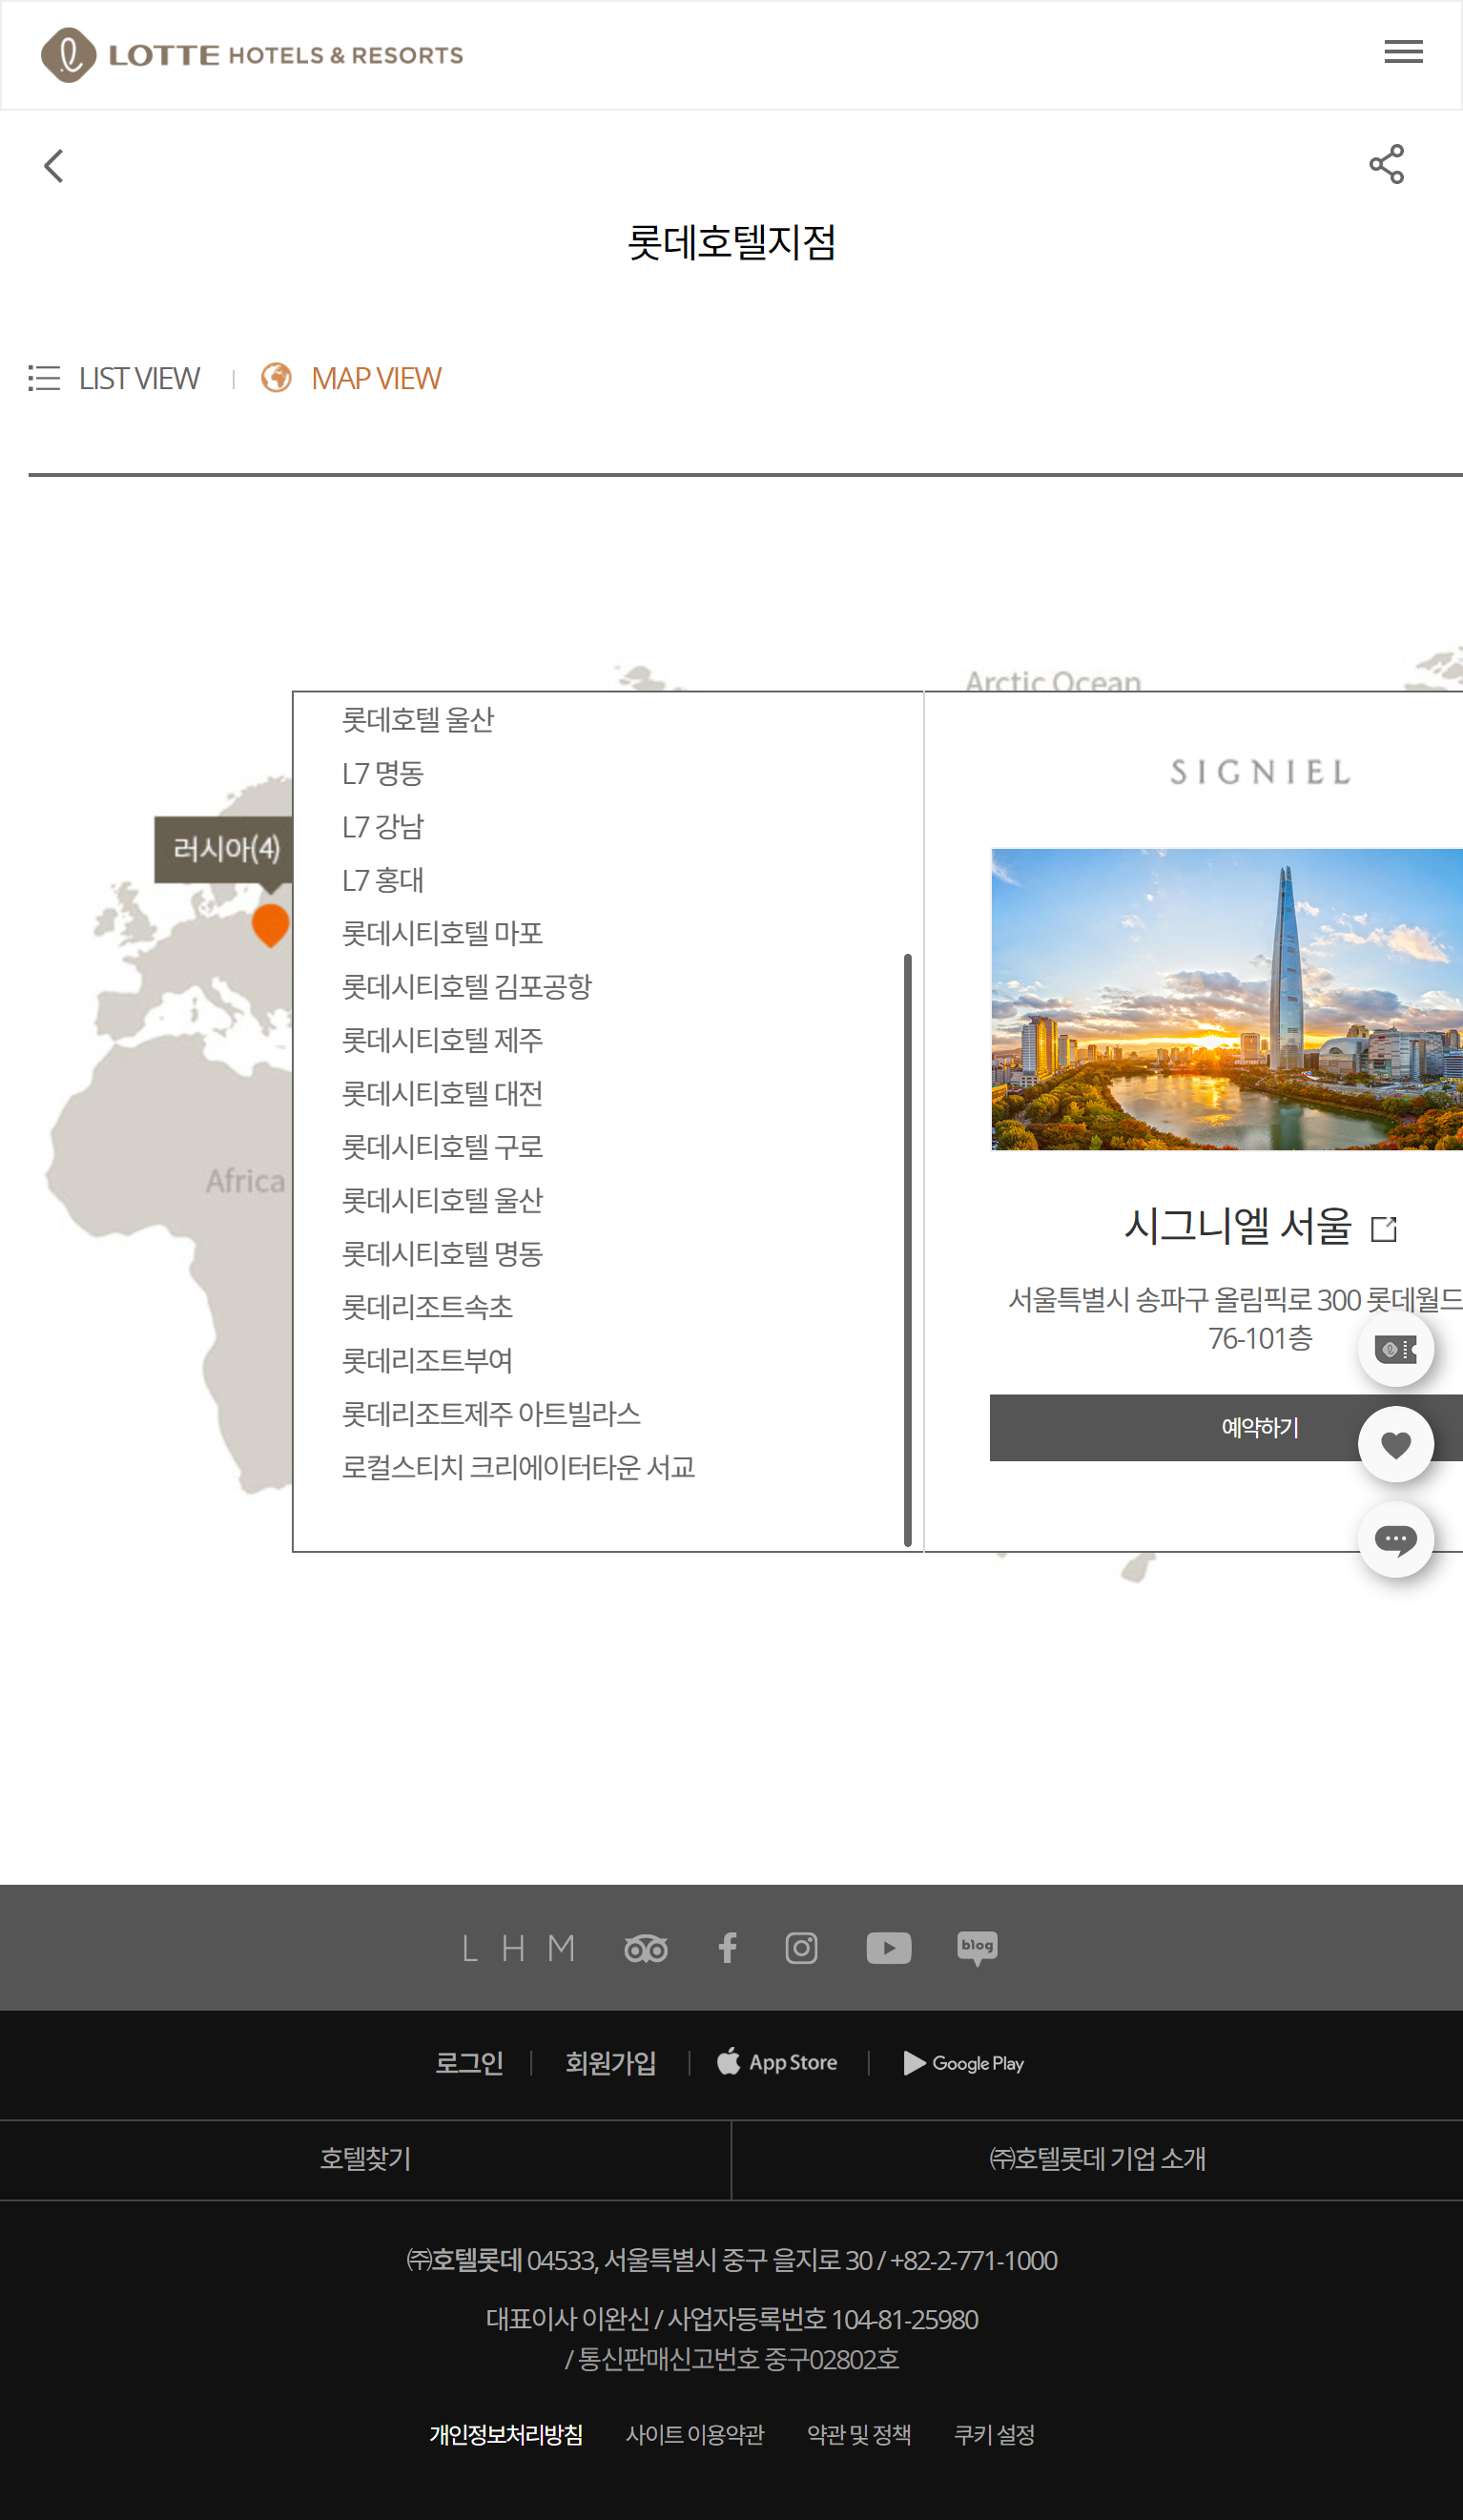 LOTTE HOTELS & RESORTS
롯데호텔지점
LIST VIEW
MAP VIEW
Arctic Ocean
러시아(4)
Africa
롯데호텔 울산
L7 명동
L7 강남
L7 홍대
롯데시티호텔 마포
롯데시티호텔 김포공항
롯데시티호텔 제주
롯데시티호텔 대전
롯데시티호텔 구로
롯데시티호텔 울산
롯데시티호텔 명동
롯데리조트속초
롯데리조트부여
롯데리조트제주 아트빌라스
로컬스티치 크리에이터타운 서교
SIGNIEL
시그니엘 서울
서울특별시 송파구 올림픽로 300 롯데월드
76-101층
예약하기
L H M
blog
로그인
회원가입
App Store
Google Play
호텔찾기
㈜호텔롯데 기업 소개
㈜호텔롯데 04533, 서울특별시 중구 을지로 30 / +82-2-771-1000
대표이사 이완신 / 사업자등록번호 104-81-25980
/ 통신판매신고번호 중구02802호
개인정보처리방침
사이트 이용약관
약관 및 정책
쿠키 설정